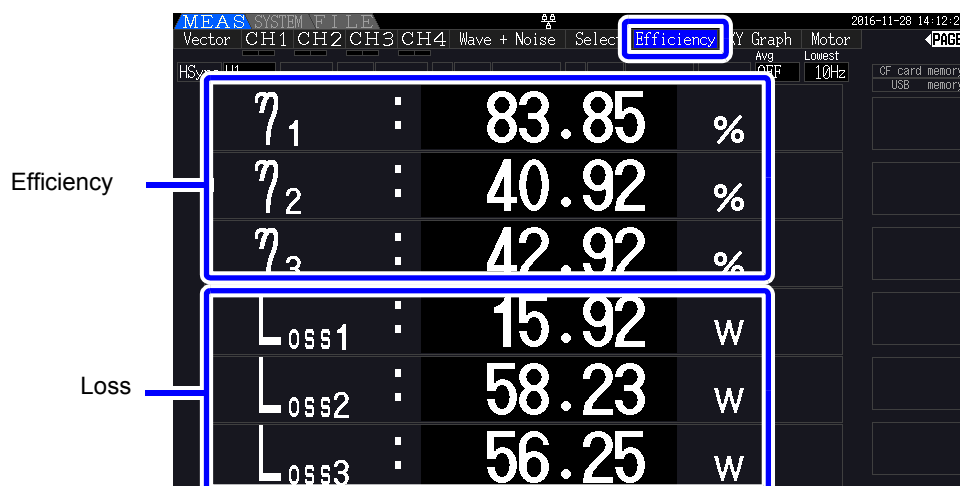 MEAS SYSTEM FILE 2016-11-28 14:12:2
Vector CH1 CH2 CH3 CH4 Wave + Noise Selec Efficiency XY Graph Motor PAGE
Avg Lowest
HSync U1 OFF 10Hz CF card memory
USB memory
η1 : 83.85 %
Efficiency
η2 : 40.92 %
η3 : 42.92 %
Loss1 : 15.92 W
Loss
Loss2 : 58.23 W
Loss3 : 56.25 W